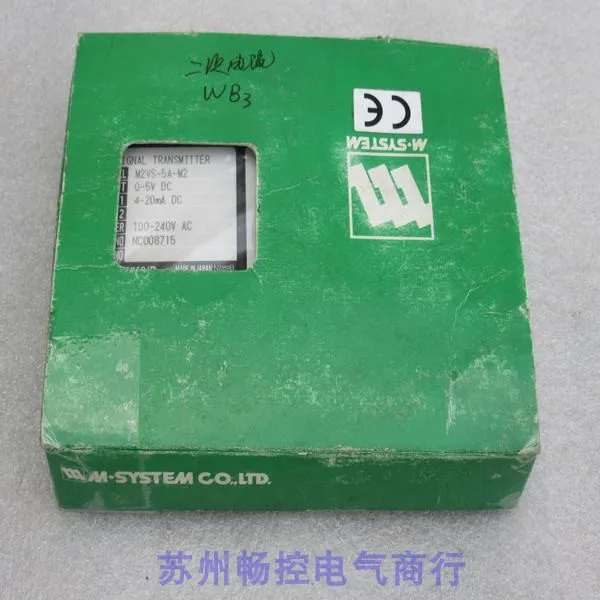 二次电流
WB3
CE
M·SYSTEM
IGNAL TRANSMITTER
M2VS-5A-M2
0-5V DC
4-20mA DC
100-240V AC
NC008715
MADE IN JAPAN
M·SYSTEM CO.,LTD.
苏州畅控电气商行